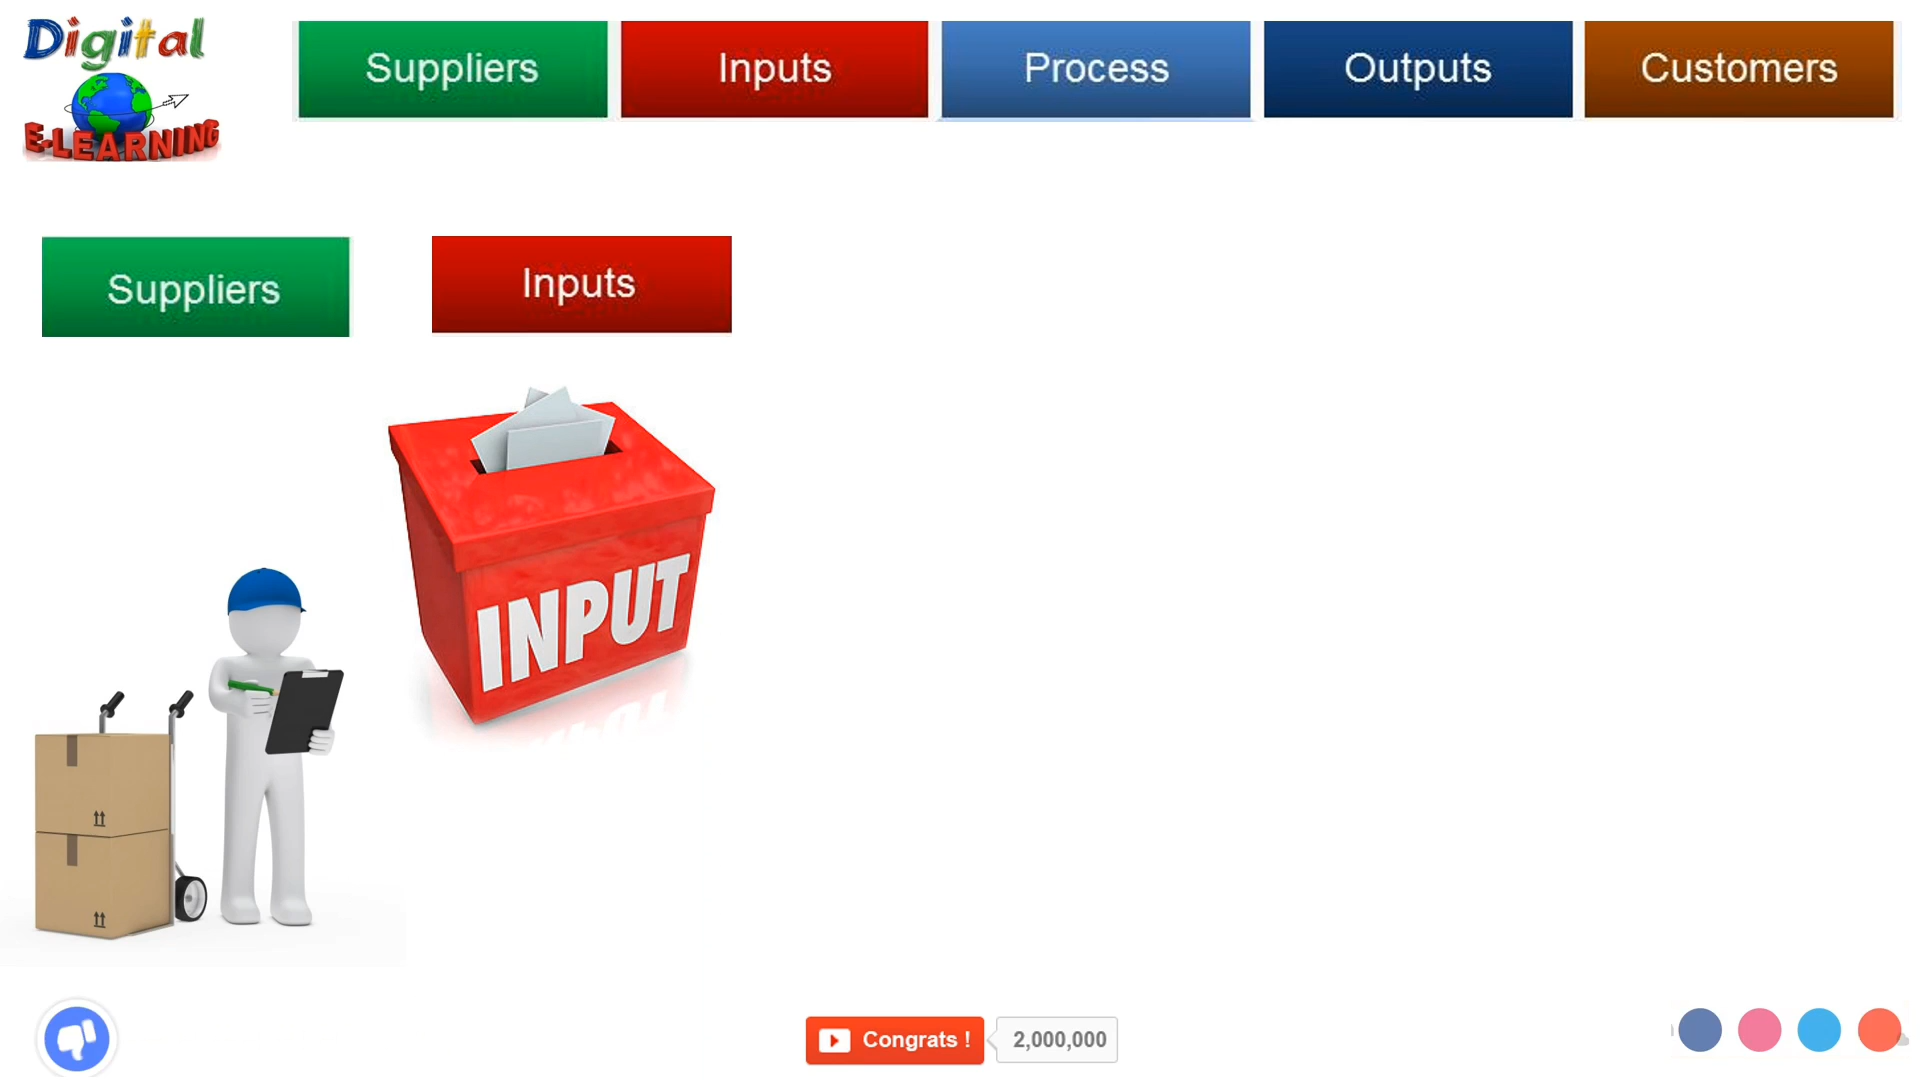 Digital
E-LEARNING
Suppliers
Inputs
Process
Outputs
Customers
Suppliers
Inputs
INPUT
Congrats !
2,000,000